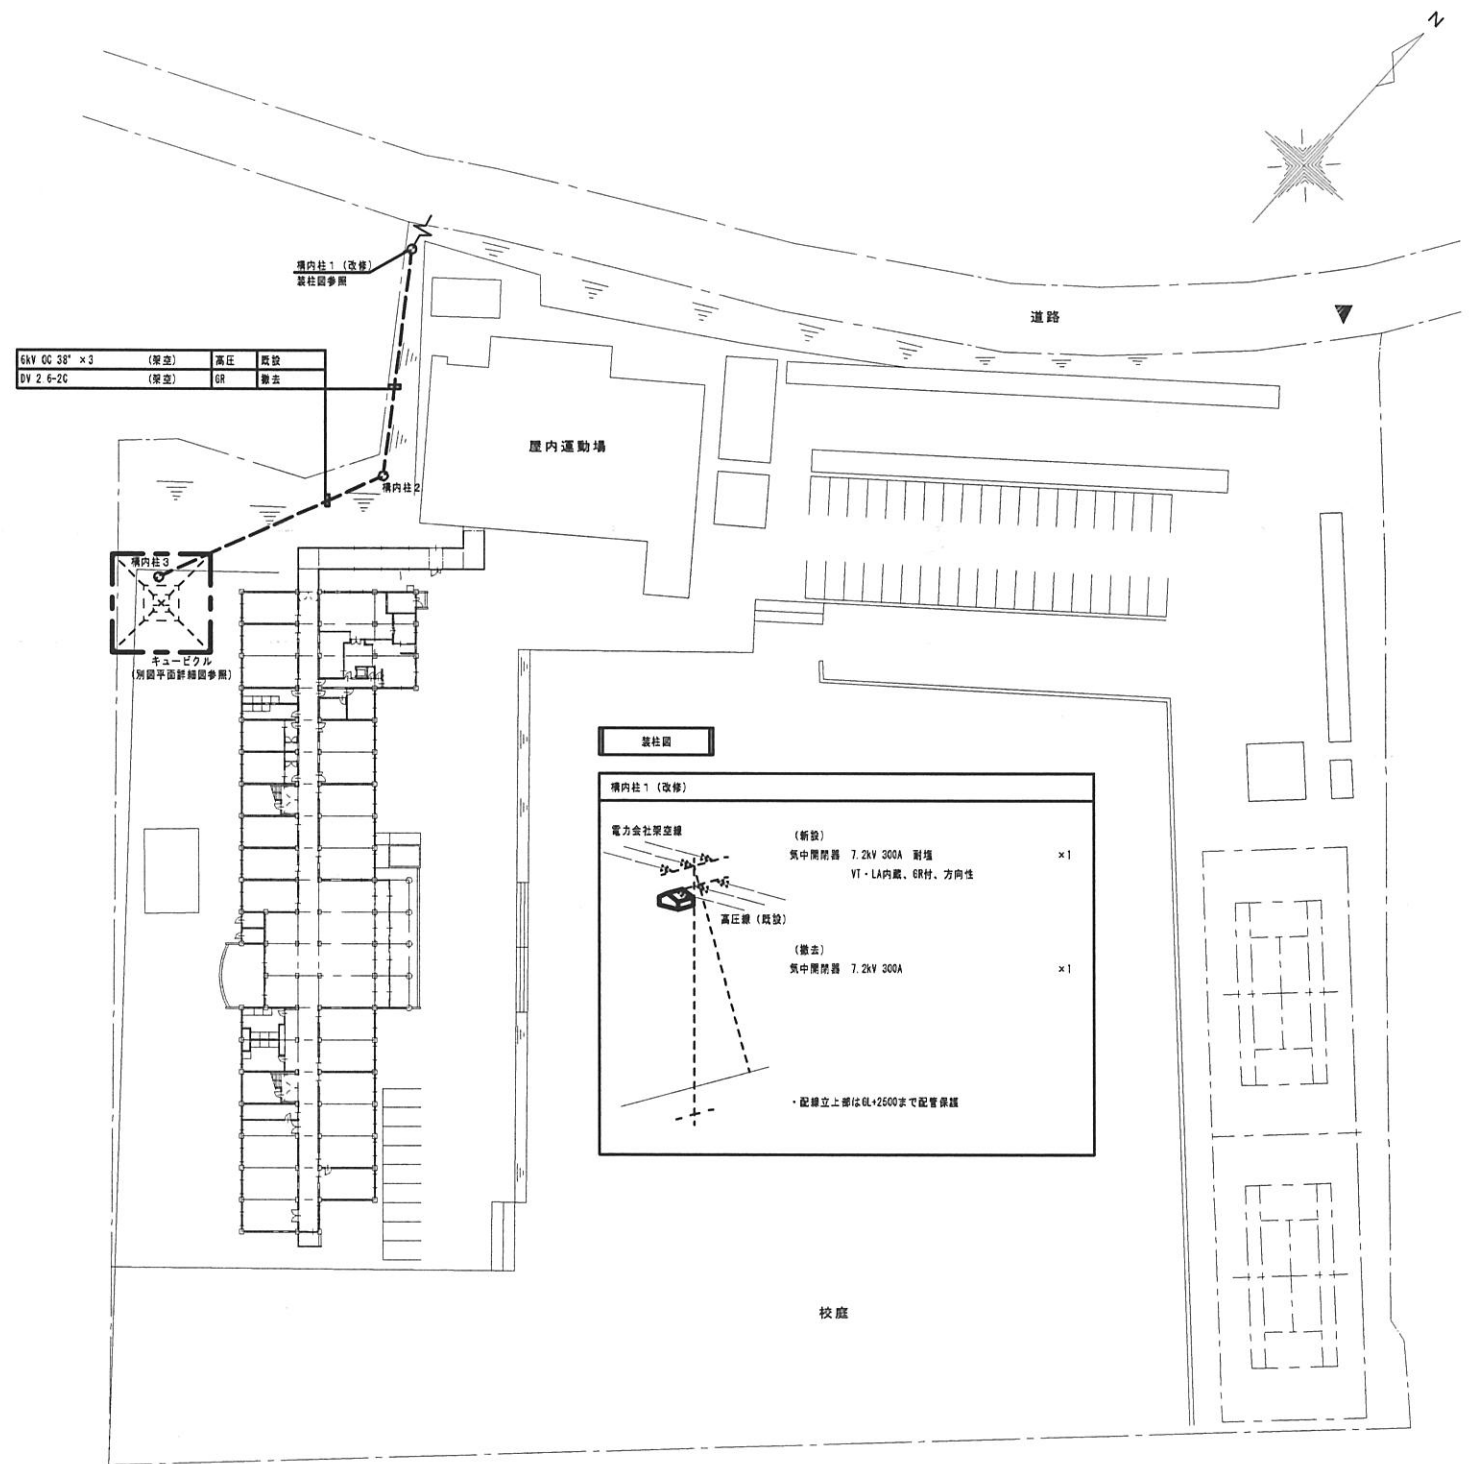 N
構内柱1（改修）
装柱図参照
道路
6kV OC 38° ×3 （架空） 高圧 既設
DV 2.6-2C （架空） GR 撤去
屋内運動場
構内柱2
構内柱3
キュービクル
（別図平面詳細図参照）
装柱図
構内柱1（改修）
電力会社架空線
（新設）
気中開閉器 7.2kV 300A 耐塩 ×1
VT・LA内蔵、GR付、方向性
高圧線（既設）
（撤去）
気中開閉器 7.2kV 300A ×1
・配線立上部はGL+2500まで配管保護
校庭